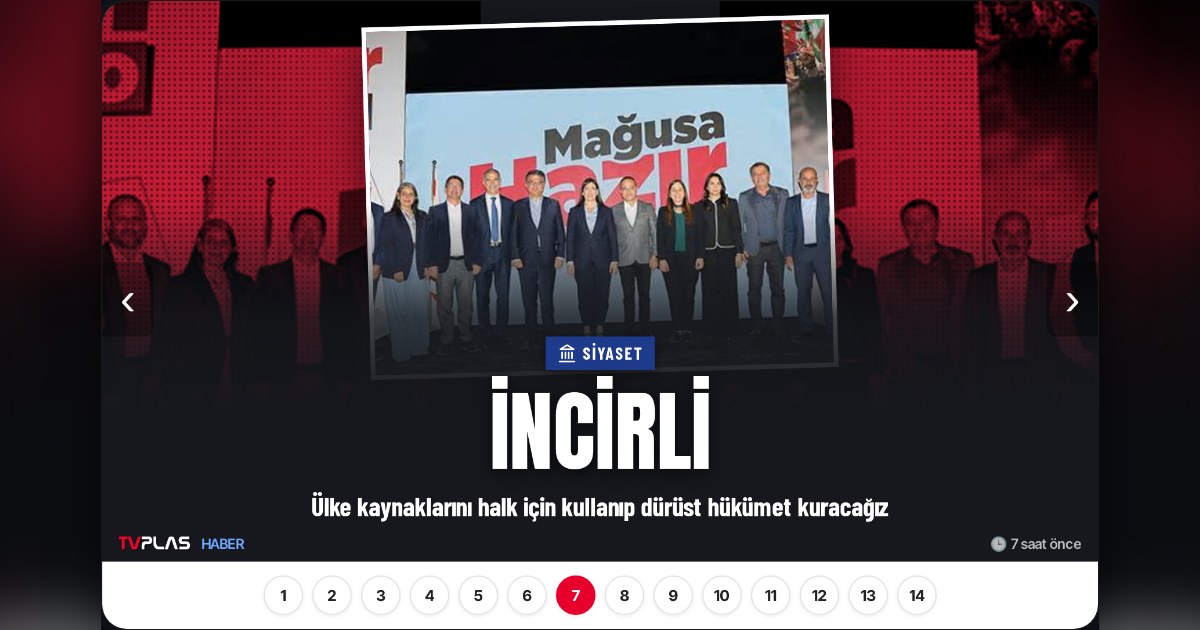 Mağusa
Hazır
SİYASET
İNCİRLİ
Ülke kaynaklarını halk için kullanıp dürüst hükümet kuracağız
TVPLAS HABER
7 saat önce
1 2 3 4 5 6 7 8 9 10 11 12 13 14